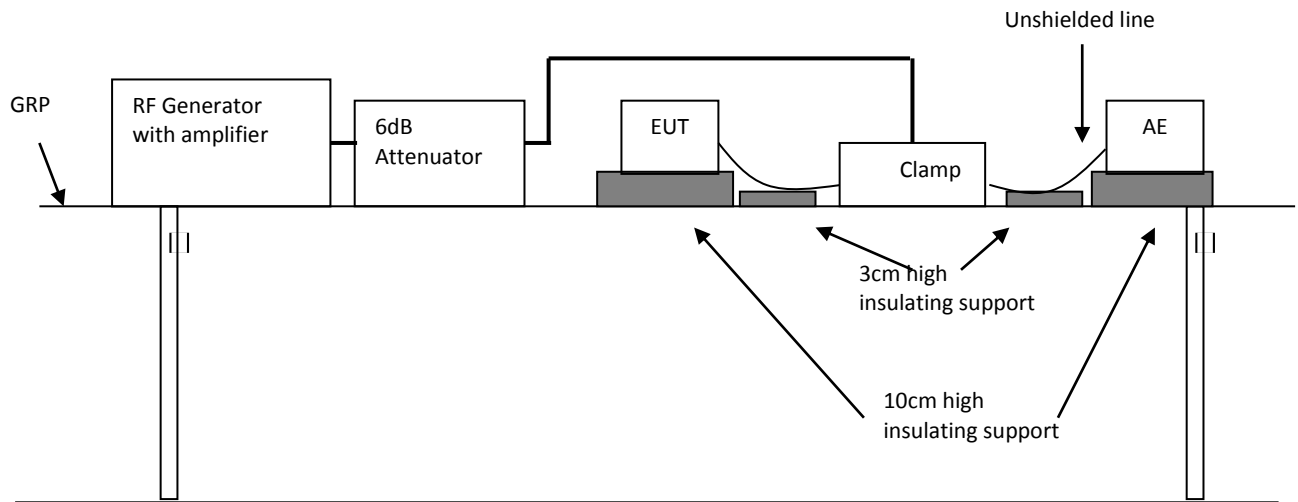 Unshielded line
GRP
RF Generator
with amplifier
6dB
Attenuator
EUT
Clamp
AE
3cm high
insulating support
10cm high
insulating support